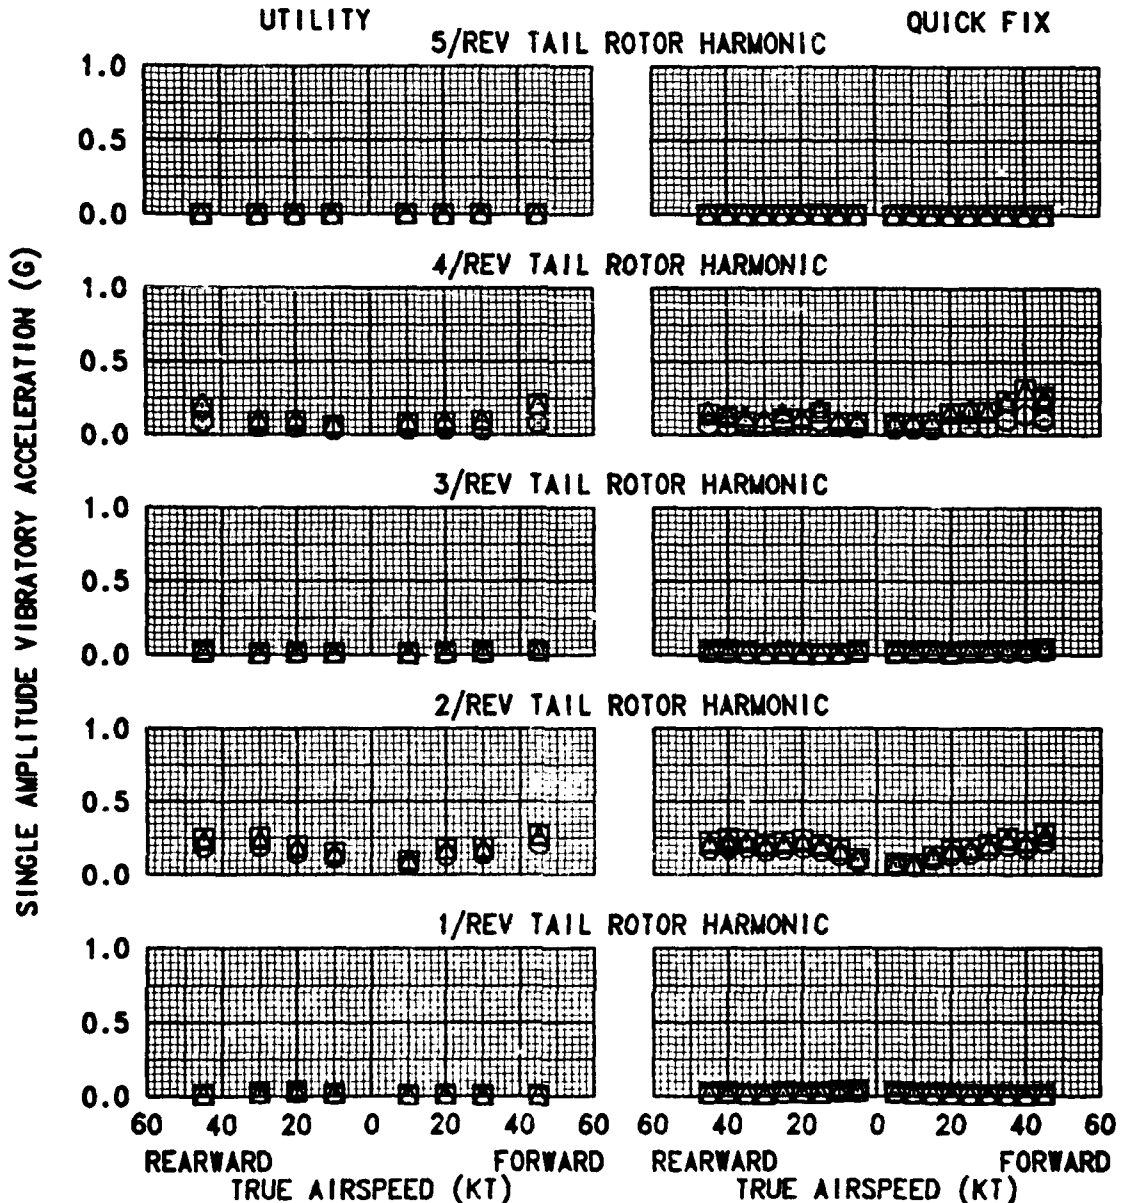 UTILITY QUICK FIX
5/REV TAIL ROTOR HARMONIC
1.0
0.5
0.0
4/REV TAIL ROTOR HARMONIC
1.0
0.5
0.0
3/REV TAIL ROTOR HARMONIC
1.0
0.5
0.0
2/REV TAIL ROTOR HARMONIC
1.0
0.5
0.0
1/REV TAIL ROTOR HARMONIC
1.0
0.5
0.0
SINGLE AMPLITUDE VIBRATORY ACCELERATION (G)
60 40 20 0 20 40 60 60 40 20 0 20 40 60
REARWARD FORWARD REARWARD FORWARD
TRUE AIRSPEED (KT) TRUE AIRSPEED (KT)